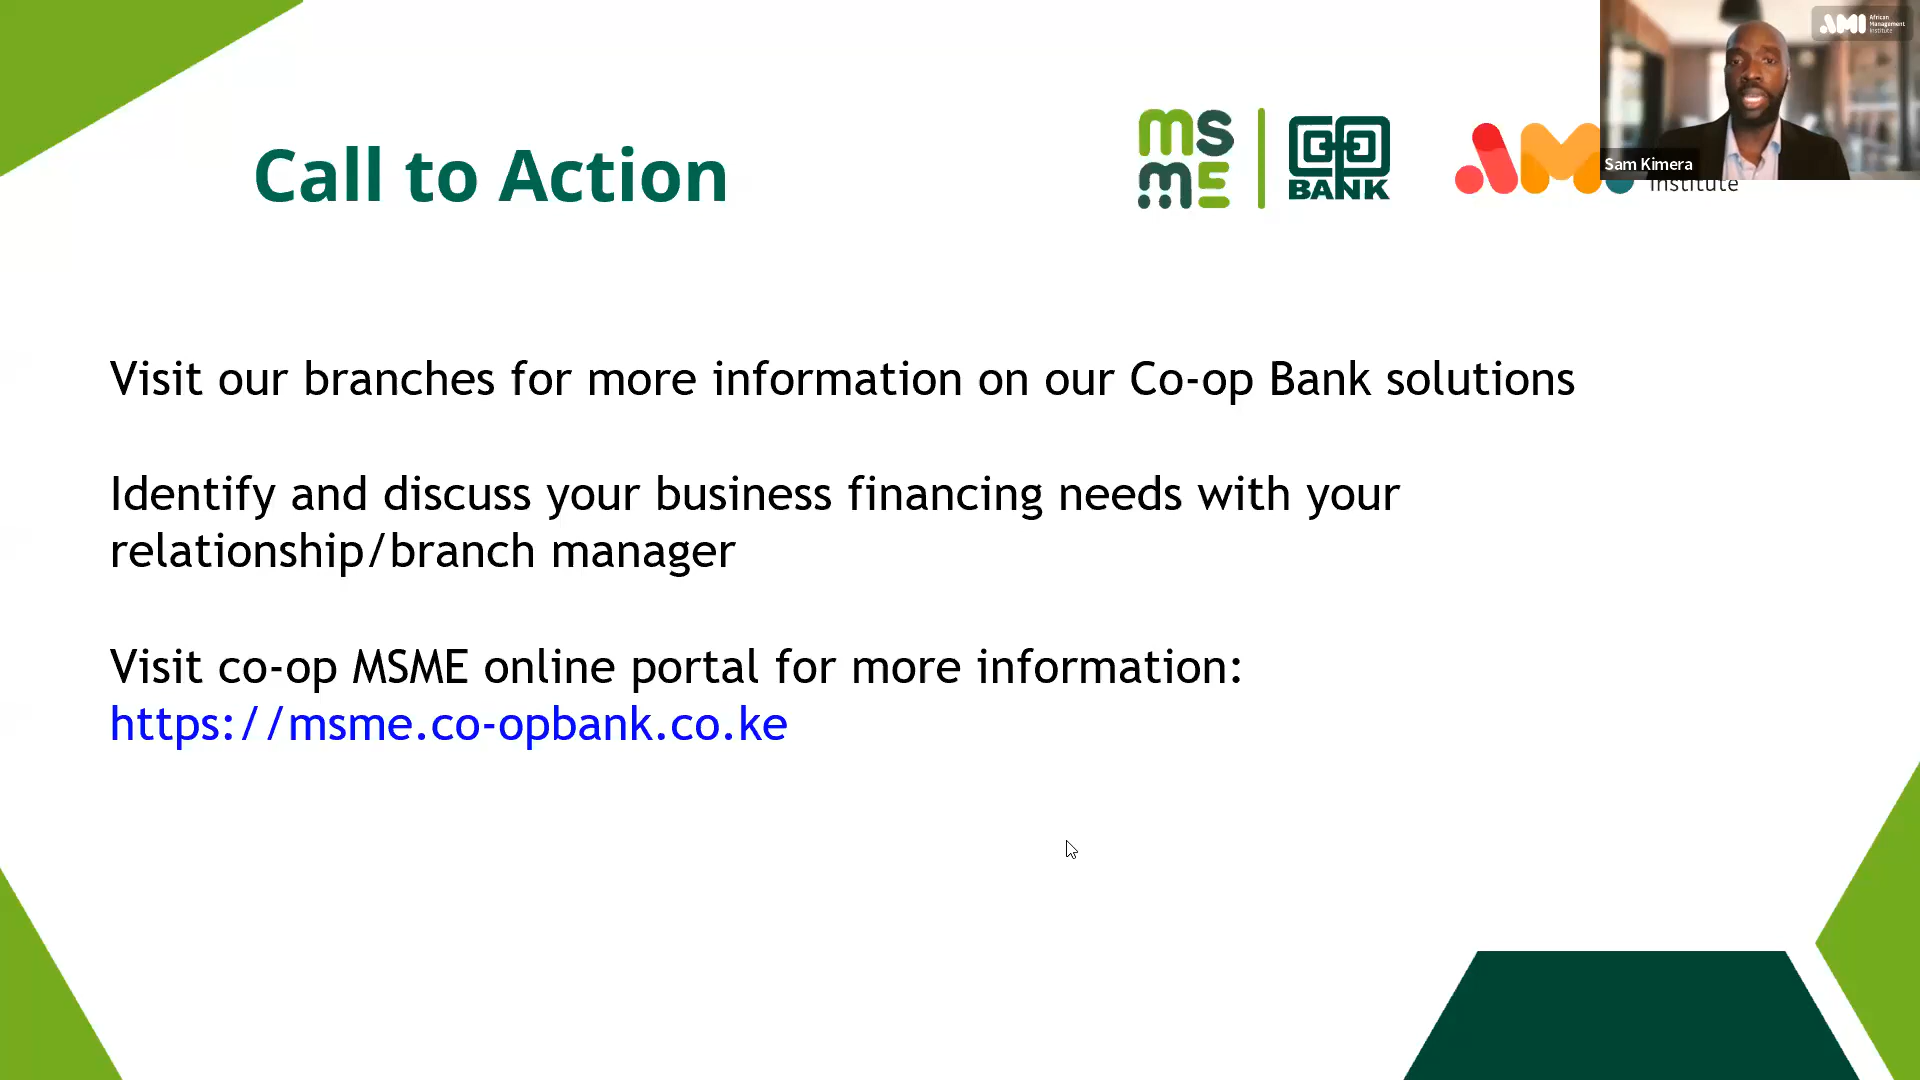 African
Management
Institute
AMI
Sam Kimera
Call to Action
ms
mE
BANK
AM
Institute
Visit our branches for more information on our Co-op Bank solutions
Identify and discuss your business financing needs with your
relationship/branch manager
Visit co-op MSME online portal for more information:
https://msme.co-opbank.co.ke